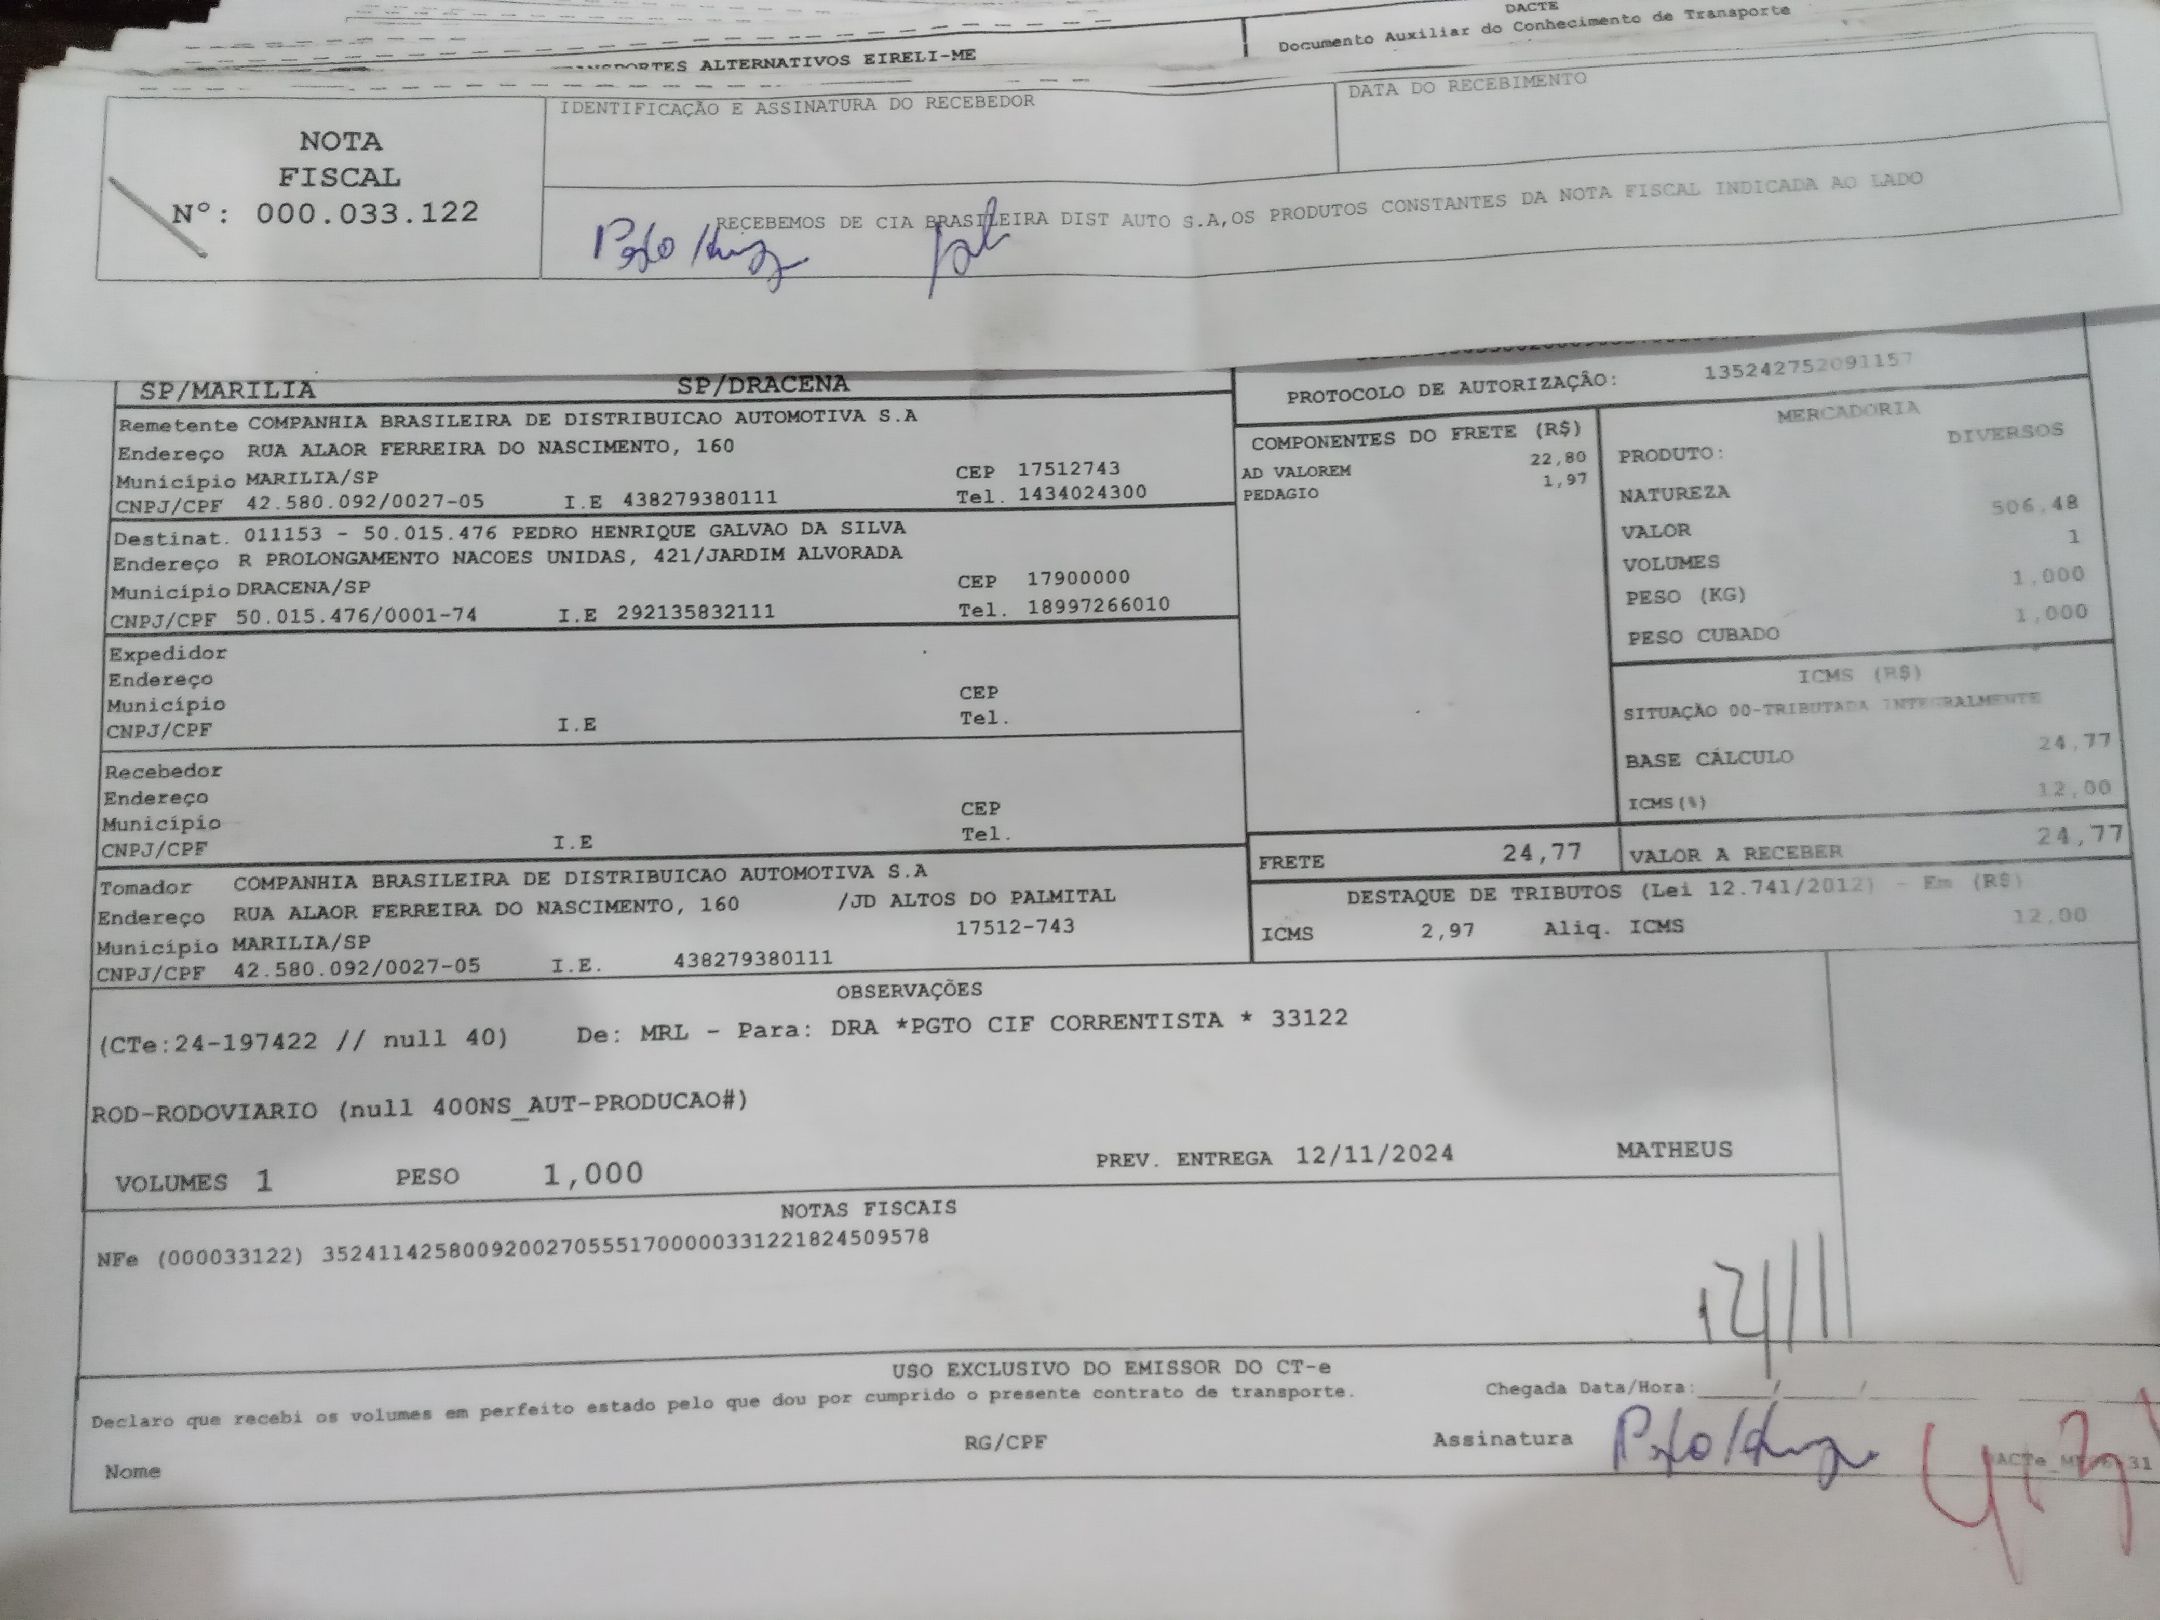 DACTE
Documento Auxiliar do Conhecimento de Transporte
ALTERNATIVOS EIRELI-ME
IDENTIFICAÇÃO E ASSINATURA DO RECEBEDOR
DATA DO RECEBIMENTO
NOTA
FISCAL
Nº: 000.033.122
RECEBEMOS DE CIA BRASILEIRA DIST AUTO S.A,OS PRODUTOS CONSTANTES DA NOTA FISCAL INDICADA AO LADO
SP/MARILIA SP/DRACENA
PROTOCOLO DE AUTORIZAÇÃO: 135242752091157
Remetente COMPANHIA BRASILEIRA DE DISTRIBUICAO AUTOMOTIVA S.A
Endereço RUA ALAOR FERREIRA DO NASCIMENTO, 160
Município MARILIA/SP CEP 17512743
CNPJ/CPF 42.580.092/0027-05 I.E 438279380111 Tel. 1434024300
Destinat. 011153 - 50.015.476 PEDRO HENRIQUE GALVAO DA SILVA
Endereço R PROLONGAMENTO NACOES UNIDAS, 421/JARDIM ALVORADA
Município DRACENA/SP CEP 17900000
CNPJ/CPF 50.015.476/0001-74 I.E 292135832111 Tel. 18997266010
Expedidor
Endereço
Município CEP
CNPJ/CPF I.E Tel.
Recebedor
Endereço
Município CEP
CNPJ/CPF I.E Tel.
Tomador COMPANHIA BRASILEIRA DE DISTRIBUICAO AUTOMOTIVA S.A
Endereço RUA ALAOR FERREIRA DO NASCIMENTO, 160 /JD ALTOS DO PALMITAL
Município MARILIA/SP 17512-743
CNPJ/CPF 42.580.092/0027-05 I.E. 438279380111
COMPONENTES DO FRETE (R$)
AD VALOREM 22,80
PEDAGIO 1,97
MERCADORIA
PRODUTO: DIVERSOS
NATUREZA
VALOR 506,48
VOLUMES 1
PESO (KG) 1,000
PESO CUBADO 1,000
ICMS (R$)
SITUAÇÃO 00-TRIBUTADA INTEGRALMENTE
BASE CÁLCULO 24,77
ICMS(%) 12,00
FRETE 24,77 VALOR A RECEBER 24,77
DESTAQUE DE TRIBUTOS (Lei 12.741/2012) - Em (R$)
ICMS 2,97 Aliq. ICMS 12,00
OBSERVAÇÕES
(CTe:24-197422 // null 40) De: MRL - Para: DRA *PGTO CIF CORRENTISTA * 33122
ROD-RODOVIARIO (null 400NS_AUT-PRODUCAO#)
VOLUMES 1 PESO 1,000 PREV. ENTREGA 12/11/2024 MATHEUS
NOTAS FISCAIS
NFe (000033122) 35241142580092002705551700000331221824509578
12/11
USO EXCLUSIVO DO EMISSOR DO CT-e
Declaro que recebi os volumes em perfeito estado pelo que dou por cumprido o presente contrato de transporte.
Chegada Data/Hora:_____/_____/
Nome RG/CPF Assinatura